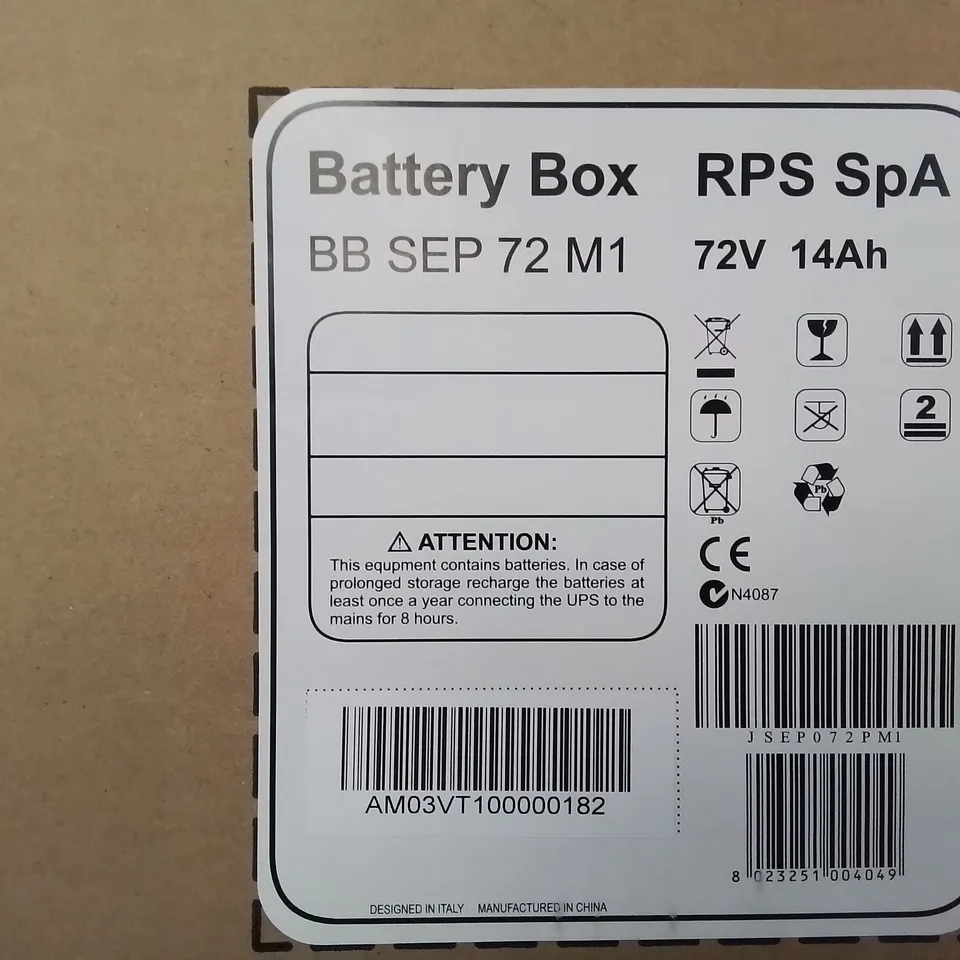 Battery Box RPS SpA
BB SEP 72 M1 72V 14Ah
2
Pb
Pb
ATTENTION:
This equpment contains batteries. In case of
prolonged storage recharge the batteries at
least once a year connecting the UPS to the
mains for 8 hours.
CE
N4087
JSEP072PM1
AM03VT100000182
8 023251 004049
DESIGNED IN ITALY MANUFACTURED IN CHINA